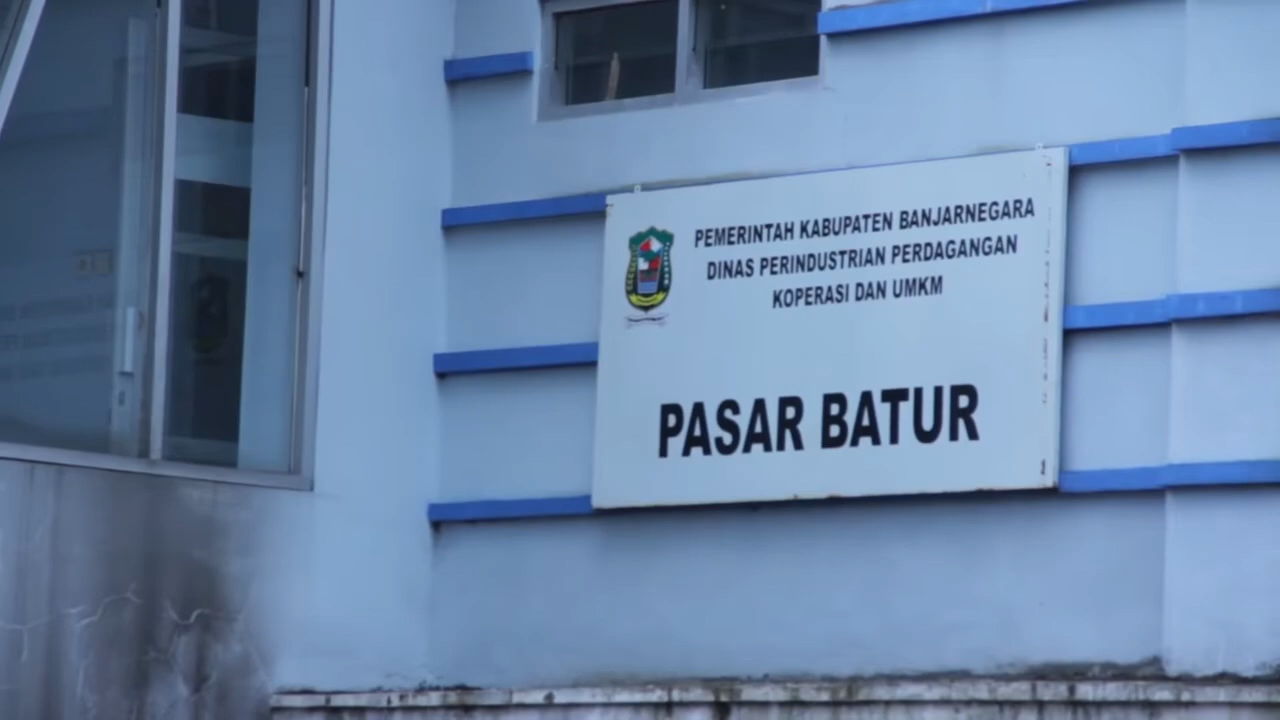 PEMERINTAH KABUPATEN BANJARNEGARA
DINAS PERINDUSTRIAN PERDAGANGAN
KOPERASI DAN UMKM
PASAR BATUR